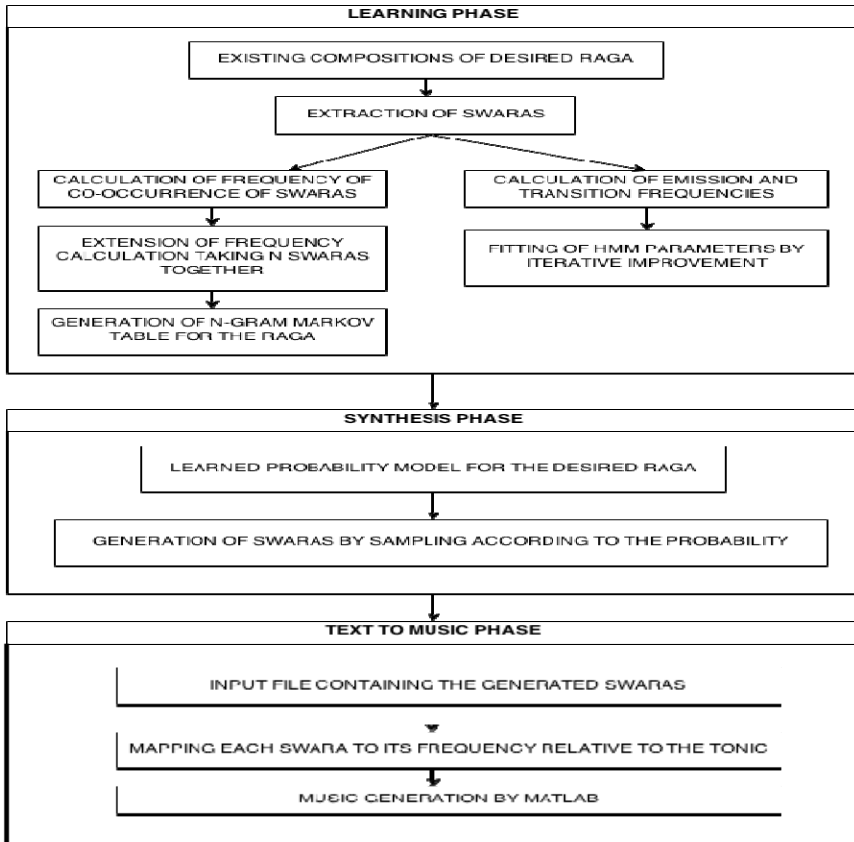 LEARNING PHASE
EXISTING COMPOSITIONS OF DESIRED RAGA
EXTRACTION OF SWARAS
CALCULATION OF FREQUENCY OF
CO-OCCURRENCE OF SWARAS
EXTENSION OF FREQUENCY
CALCULATION TAKING N SWARAS
TOGETHER
GENERATION OF N-GRAM MARKOV
TABLE FOR THE RAGA
CALCULATION OF EMISSION AND
TRANSITION FREQUENCIES
FITTING OF HMM PARAMETERS BY
ITERATIVE IMPROVEMENT
SYNTHESIS PHASE
LEARNED PROBABILITY MODEL FOR THE DESIRED RAGA
GENERATION OF SWARAS BY SAMPLING ACCORDING TO THE PROBABILITY
TEXT TO MUSIC PHASE
INPUT FILE CONTAINING THE GENERATED SWARAS
MAPPING EACH SWARA TO ITS FREQUENCY RELATIVE TO THE TONIC
MUSIC GENERATION BY MATLAB